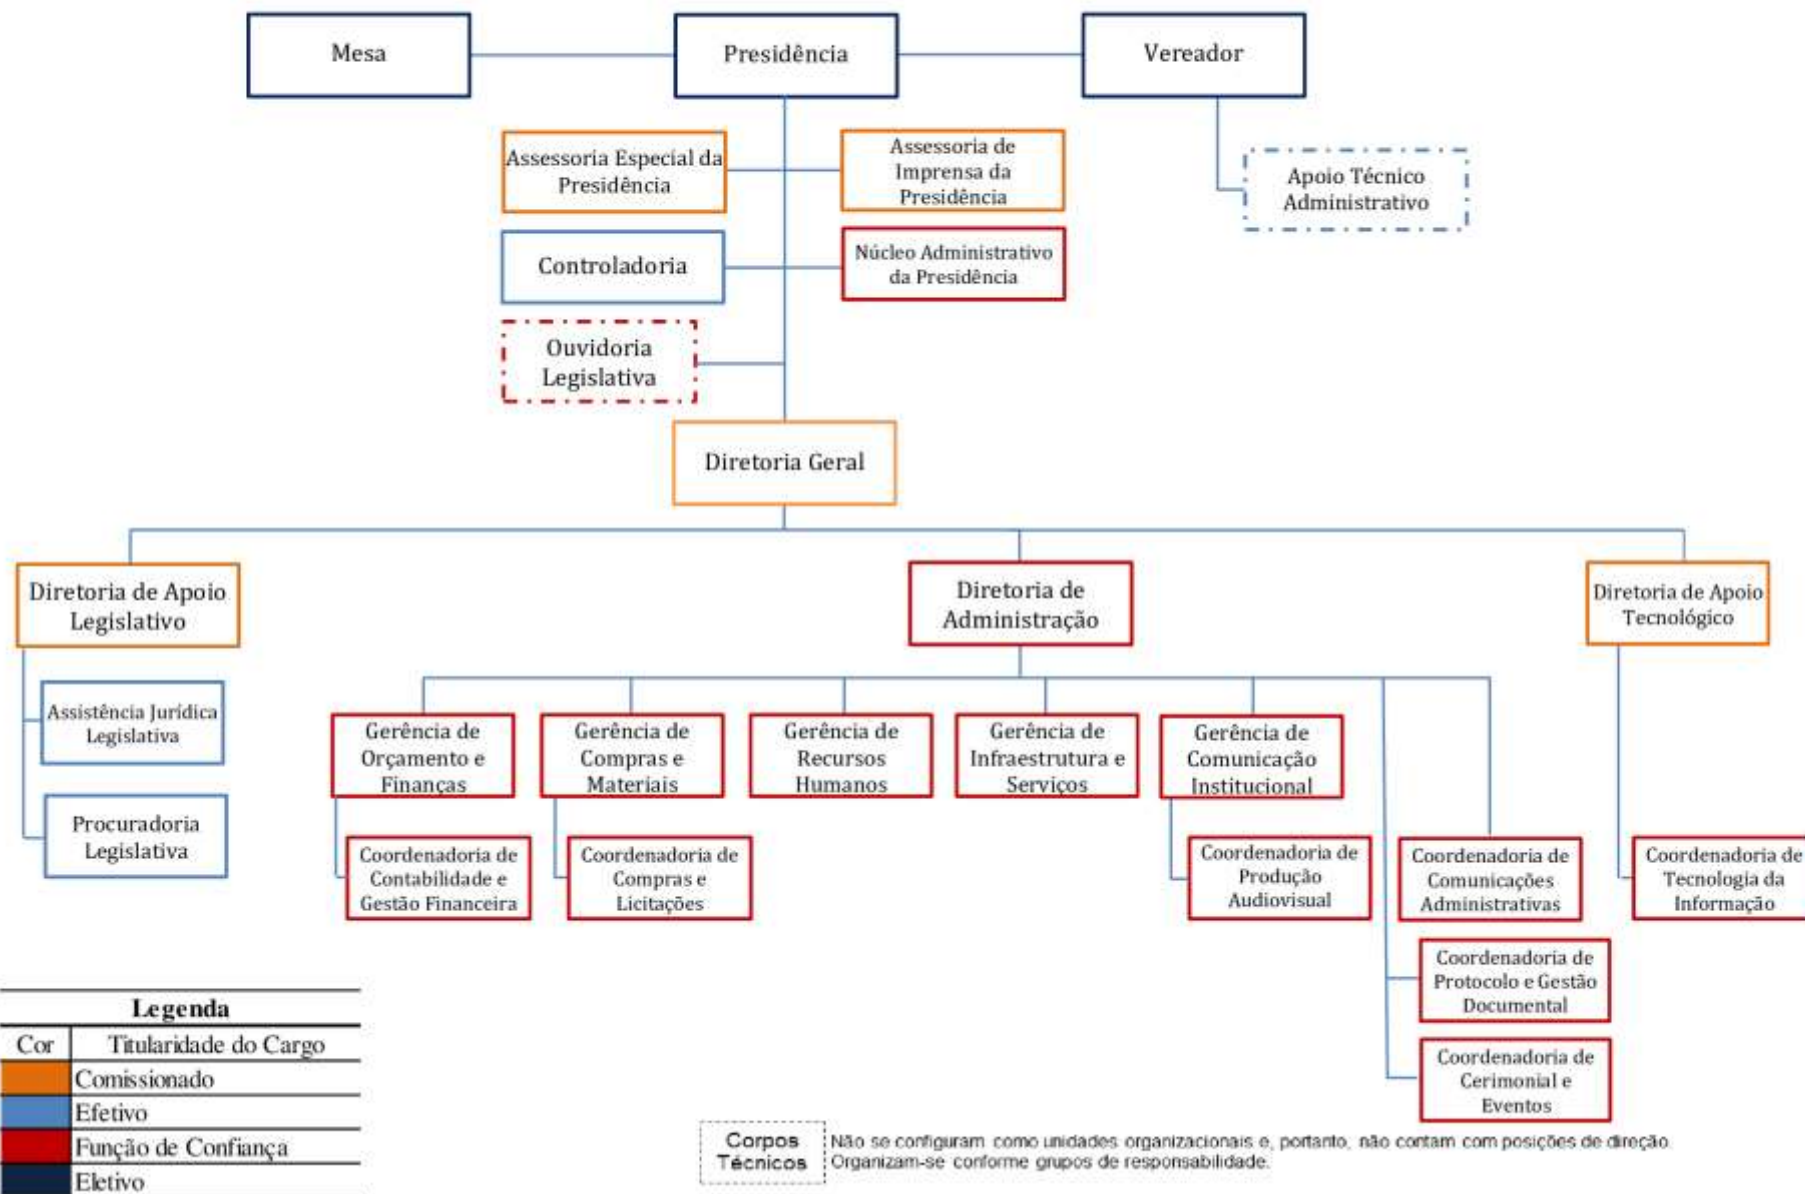 Mesa
Presidência
Vereador
Assessoria Especial da
Presidência
Assessoria de
Imprensa da
Presidência
Apoio Técnico
Administrativo
Controladoria
Núcleo Administrativo
da Presidência
Ouvidoria
Legislativa
Diretoria Geral
Diretoria de Apoio
Legislativo
Diretoria de
Administração
Diretoria de Apoio
Tecnológico
Assistência Jurídica
Legislativa
Procuradoria
Legislativa
Gerência de
Orçamento e
Finanças
Gerência de
Compras e
Materiais
Gerência de
Recursos
Humanos
Gerência de
Infraestrutura e
Serviços
Gerência de
Comunicação
Institucional
Coordenadoria de
Contabilidade e
Gestão Financeira
Coordenadoria de
Compras e
Licitações
Coordenadoria de
Produção
Audiovisual
Coordenadoria de
Comunicações
Administrativas
Coordenadoria de
Tecnologia da
Informação
Coordenadoria de
Protocolo e Gestão
Documental
Coordenadoria de
Cerimonial e
Eventos
Legenda
Cor Titularidade do Cargo
Comissionado
Efetivo
Função de Confiança
Eletivo
Corpos
Técnicos
Não se configuram como unidades organizacionais e, portanto, não contam com posições de direção.
Organizam-se conforme grupos de responsabilidade.